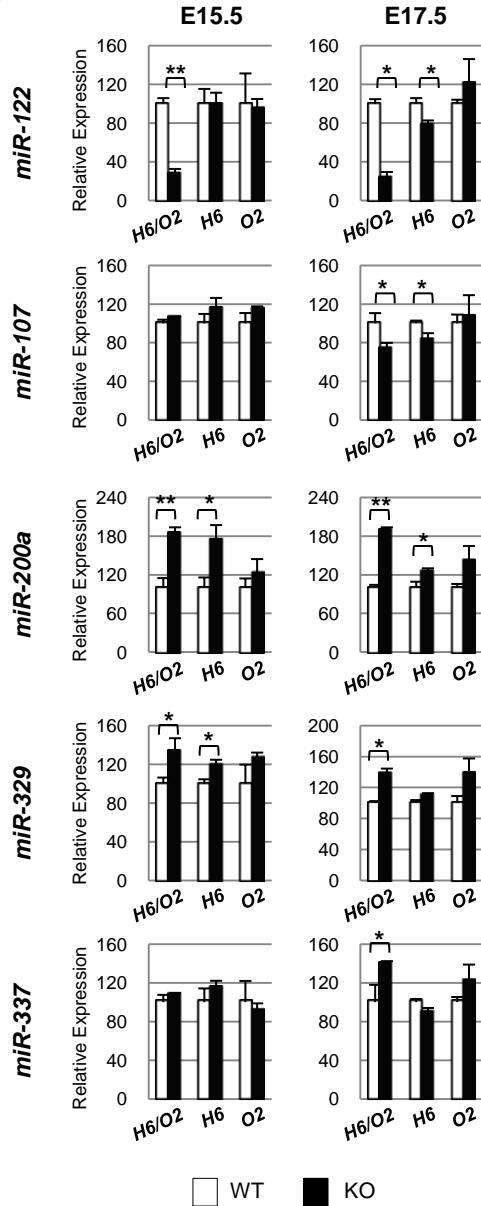 E15.5 E17.5
miR-122
Relative Expression
160 ** 160 * *
120 120
80 80
40 40
0 0
H6/O2 H6 O2 H6/O2 H6 O2
miR-107
Relative Expression
160 160 * *
120 120
80 80
40 40
0 0
H6/O2 H6 O2 H6/O2 H6 O2
miR-200a
Relative Expression
240 ** * 240 ** *
180 180
120 120
60 60
0 0
H6/O2 H6 O2 H6/O2 H6 O2
miR-329
Relative Expression
160 * * 200 *
120 160
80 120
40 80
0 40
0
H6/O2 H6 O2 H6/O2 H6 O2
miR-337
Relative Expression
160 160 *
120 120
80 80
40 40
0 0
H6/O2 H6 O2 H6/O2 H6 O2
WT KO